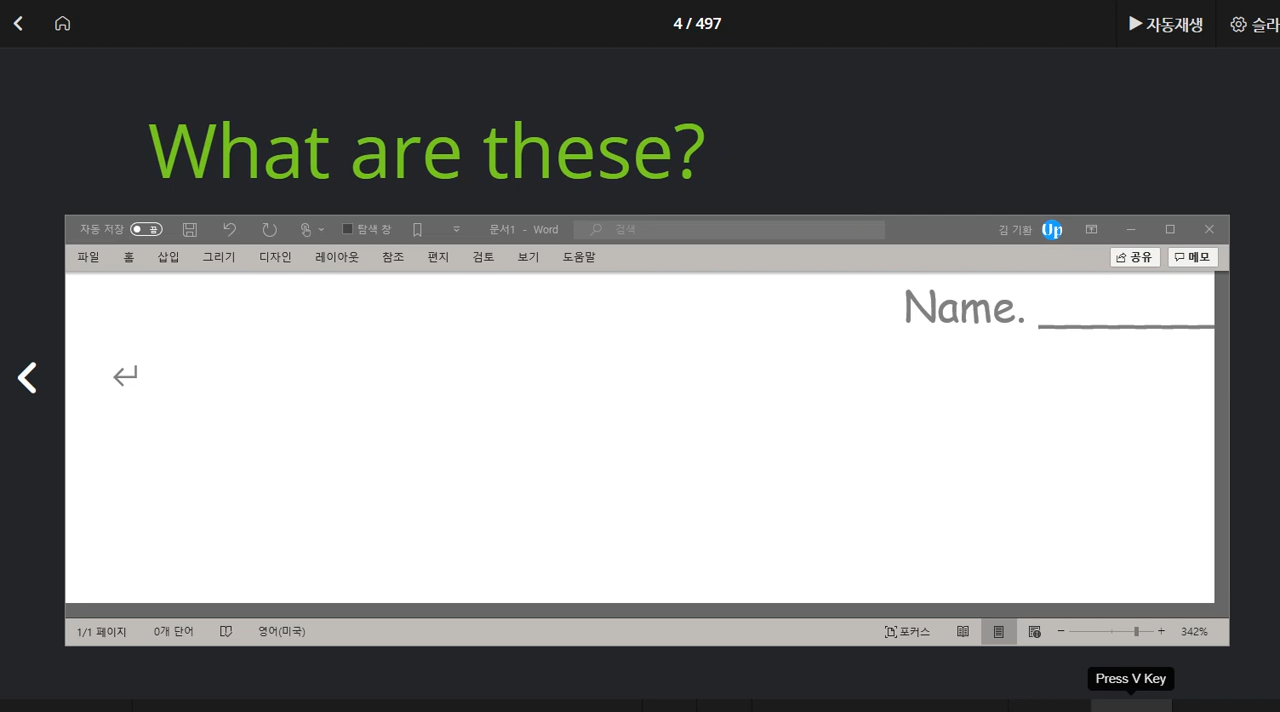 4 / 497
▶ 자동재생
슬라
What are these?
자동 저장 끔
탐색 창
문서1 - Word
검색
김 기환
Up
파일 홈 삽입 그리기 디자인 레이아웃 참조 편지 검토 보기 도움말
공유
메모
Name. ________
1/1 페이지 0개 단어 영어(미국)
포커스
342%
Press V Key